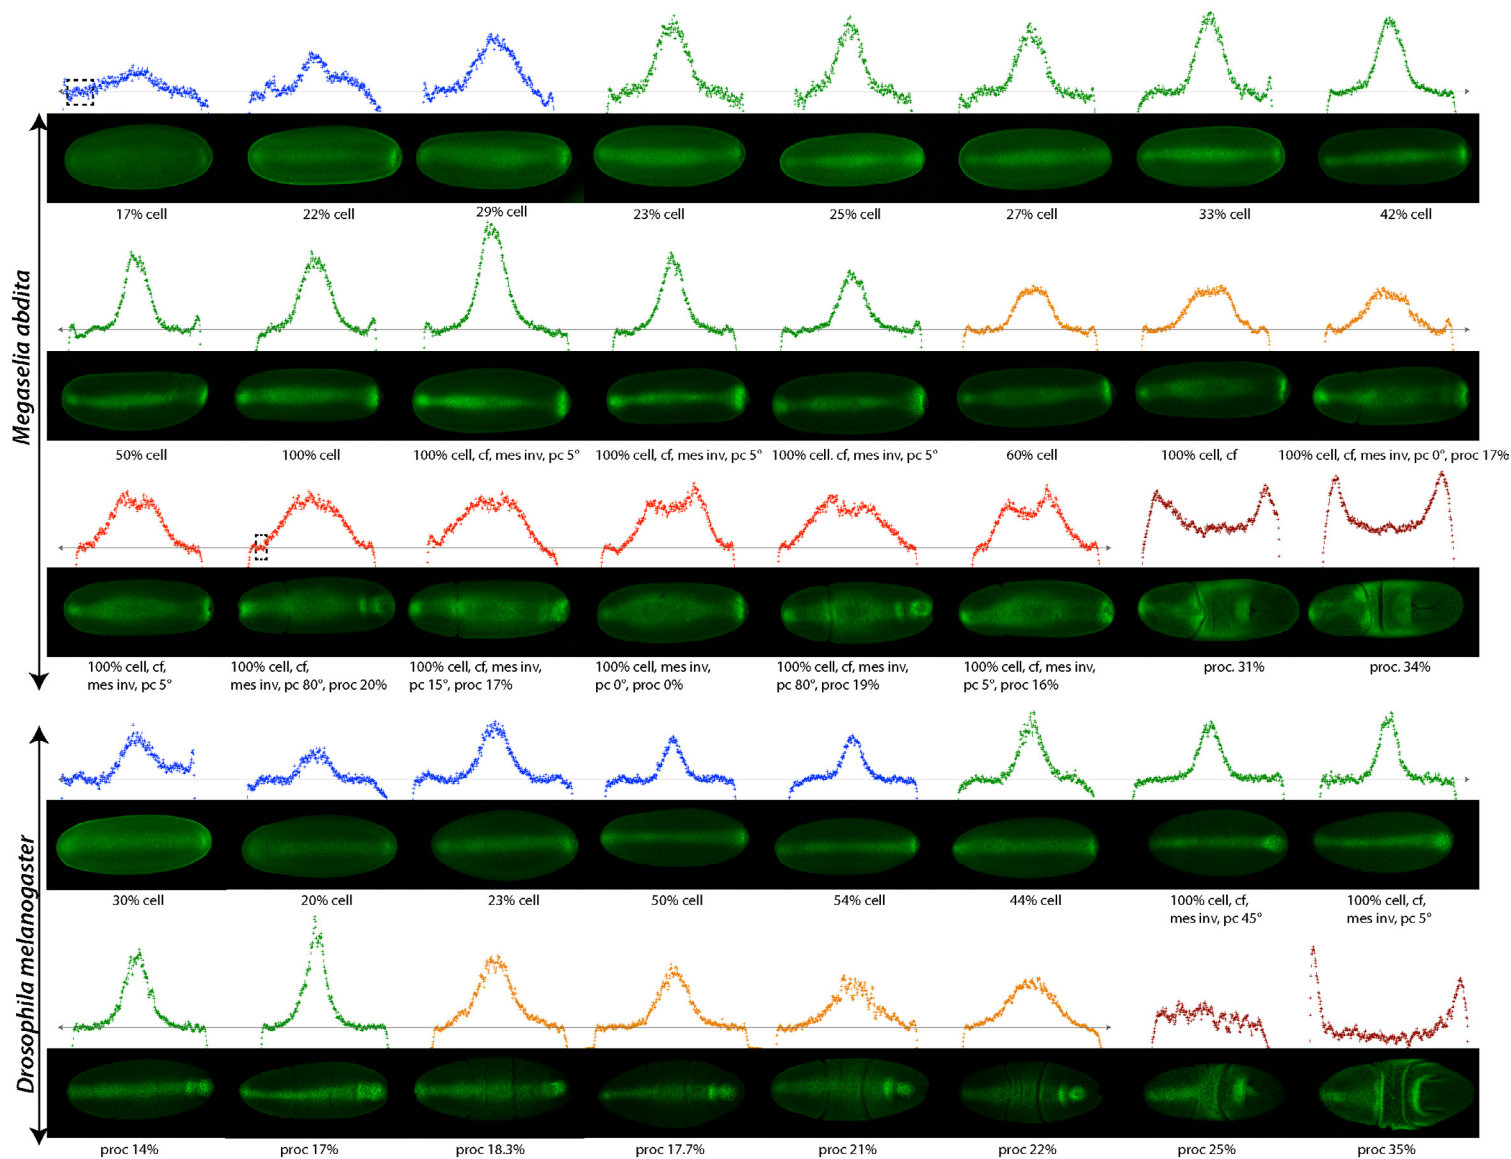 Megaselia abdita
17% cell 22% cell 29% cell 23% cell 25% cell 27% cell 33% cell 42% cell
50% cell 100% cell 100% cell, cf, mes inv, pc 5° 100% cell, cf, mes inv, pc 5° 100% cell. cf, mes inv, pc 5° 60% cell 100% cell, cf 100% cell, cf, mes inv, pc 0°, proc 17%
100% cell, cf, 100% cell, cf, 100% cell, cf, mes inv, 100% cell, mes inv, 100% cell, cf, mes inv, 100% cell, cf, mes inv, proc. 31% proc. 34%
mes inv, pc 5° mes inv, pc 80°, proc 20% pc 15°, proc 17% pc 0°, proc 0% pc 80°, proc 19% pc 5°, proc 16%
Drosophila melanogaster
30% cell 20% cell 23% cell 50% cell 54% cell 44% cell 100% cell, cf, 100% cell, cf,
mes inv, pc 45° mes inv, pc 5°
proc 14% proc 17% proc 18.3% proc 17.7% proc 21% proc 22% proc 25% proc 35%